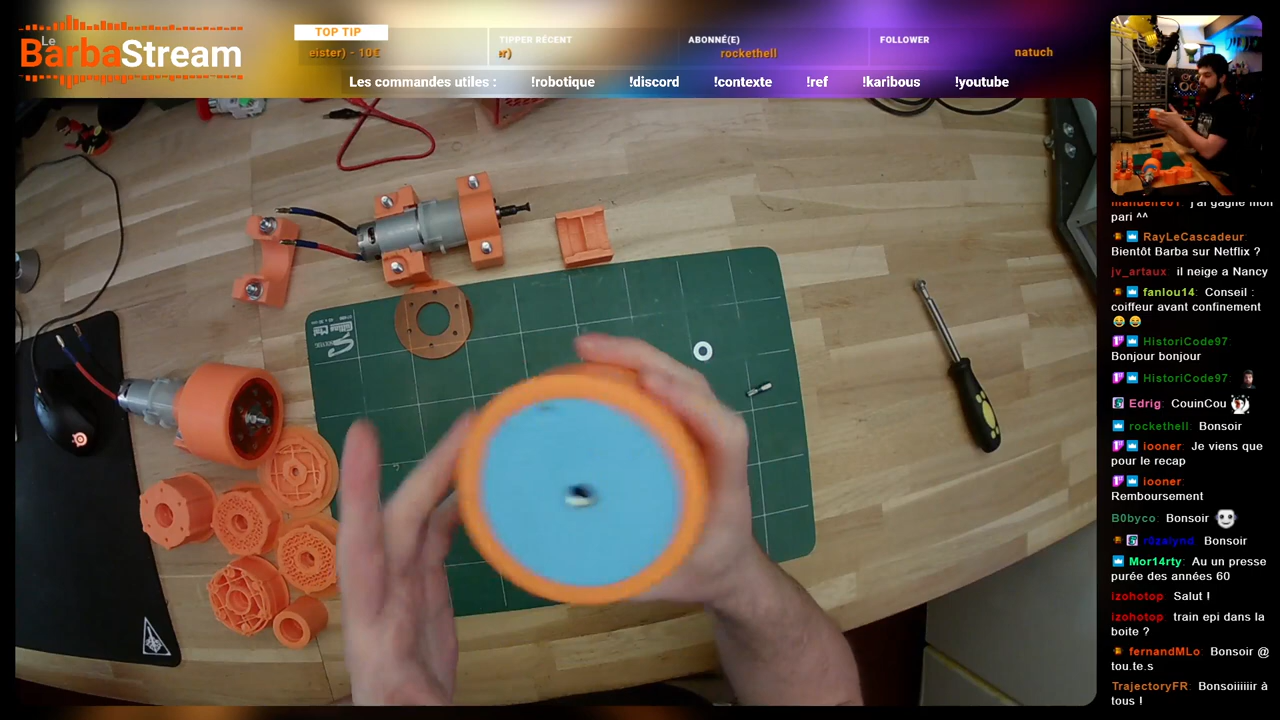 Le
BarbaStream
TOP TIP
eister) - 10€
TIPPER RÉCENT
er)
ABONNÉ(E)
rockethell
FOLLOWER
natuch
Les commandes utiles : !robotique !discord !contexte !ref !karibous !youtube
pari ^^
RayLeCascadeur: Bientôt Barba sur Netflix ?
jv_artaux: il neige a Nancy
fanlou14: Conseil :
coiffeur avant confinement
😂 😂
HistoriCode97:
Bonjour bonjour
HistoriCode97:
Edrig: CouinCou
rockethell: Bonsoir
iooner: Je viens que
pour le recap
iooner:
Remboursement
B0byco: Bonsoir
r0zalynd: Bonsoir
Mor14rty: Au un presse
purée des années 60
izohotop: Salut !
izohotop: train epi dans la
boite ?
fernandMLo: Bonsoir @
tou.te.s
TrajectoryFR: Bonsoiiiiiir à
tous !